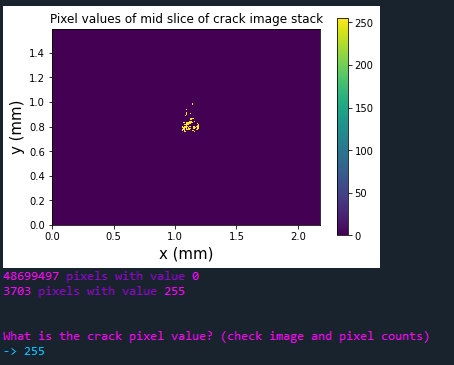 Pixel values of mid slice of crack image stack
250
200
150
100
50
0
1.4
1.2
1.0
0.8
0.6
0.4
0.2
0.0
y (mm)
0.0 0.5 1.0 1.5 2.0
x (mm)
48699497 pixels with value 0
3703 pixels with value 255
What is the crack pixel value? (check image and pixel counts)
-> 255